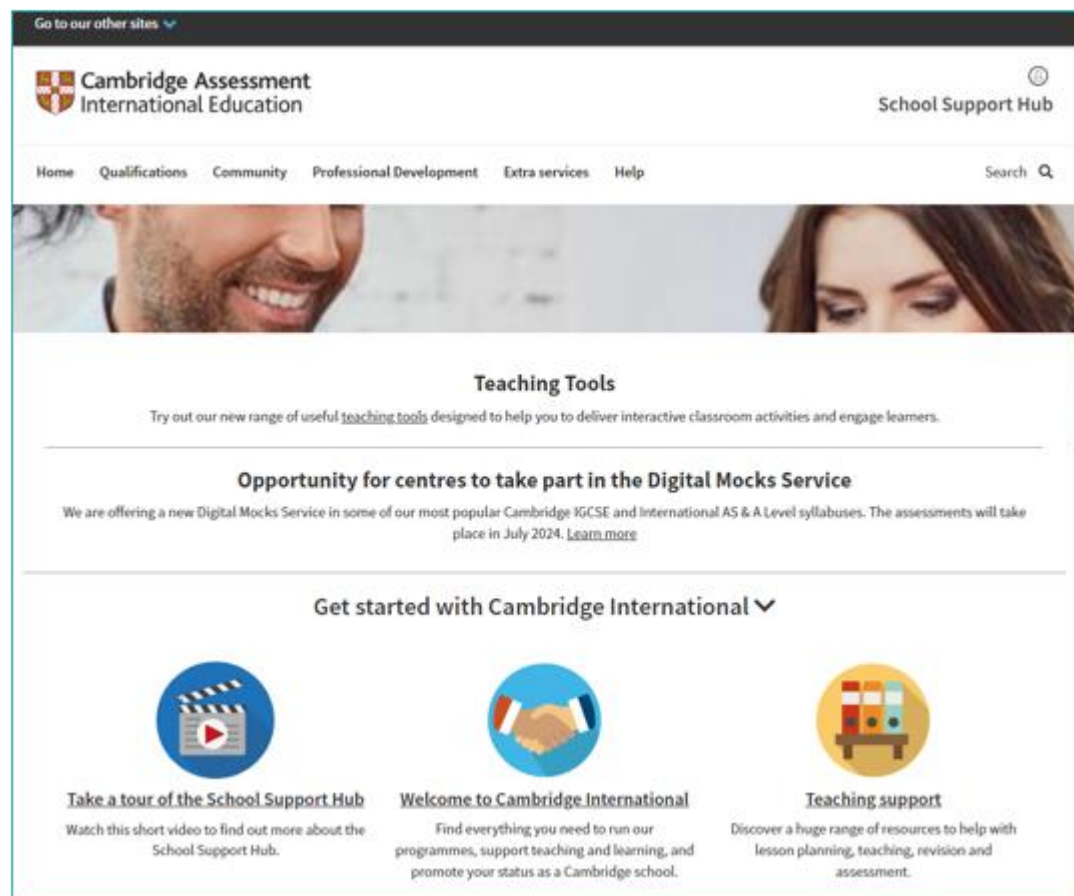 Go to our other sites
Cambridge Assessment
International Education
School Support Hub
Home Qualifications Community Professional Development Extra services Help Search
Teaching Tools
Try out our new range of useful teaching tools designed to help you to deliver interactive classroom activities and engage learners.
Opportunity for centres to take part in the Digital Mocks Service
We are offering a new Digital Mocks Service in some of our most popular Cambridge IGCSE and International AS & A Level syllabuses. The assessments will take
place in July 2024. Learn more
Get started with Cambridge International
Take a tour of the School Support Hub
Watch this short video to find out more about the
School Support Hub.
Welcome to Cambridge International
Find everything you need to run our
programmes, support teaching and learning, and
promote your status as a Cambridge school.
Teaching support
Discover a huge range of resources to help with
lesson planning, teaching, revision and
assessment.